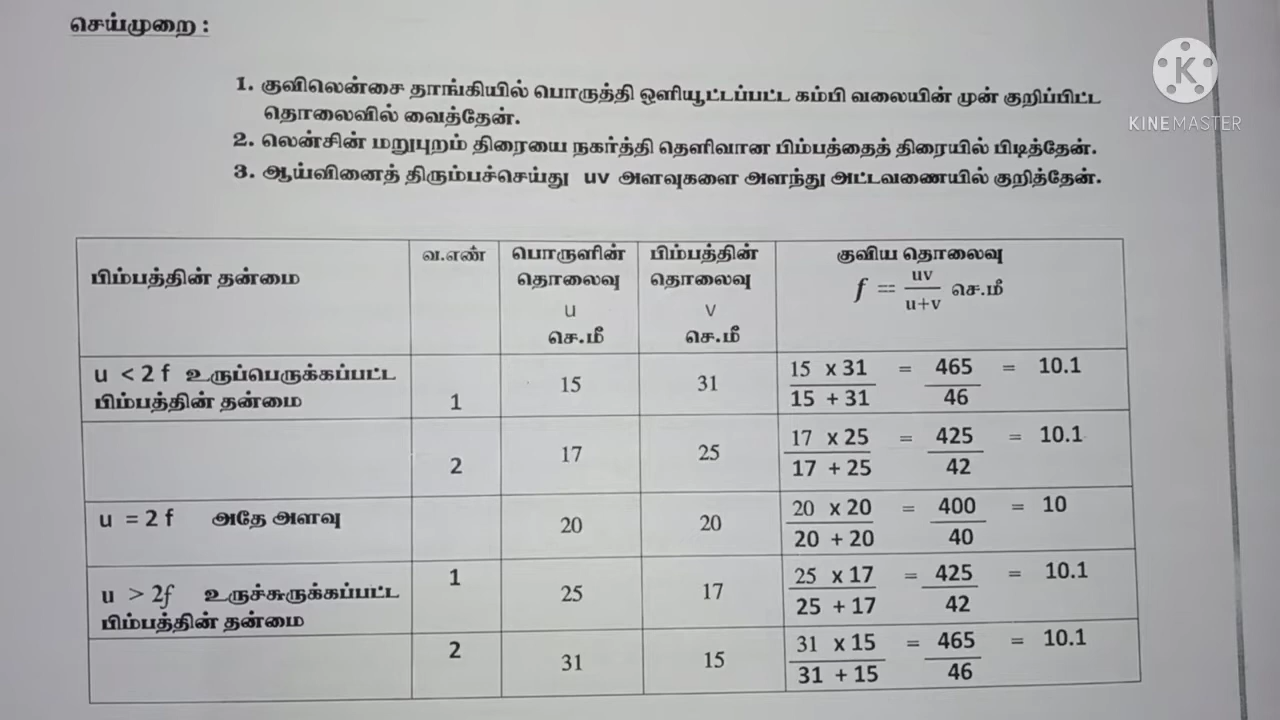 செய்முறை :
KINEMASTER
1. குவிலென்சை தாங்கியில் பொருத்தி ஒளியூட்டப்பட்ட கம்பி வலையின் முன் குறிப்பிட்ட
தொலைவில் வைத்தேன்.
2. லென்சின் மறுபுறம் திரையை நகர்த்தி தெளிவான பிம்பத்தைத் திரையில் பிடித்தேன்.
3. ஆய்வினைத் திரும்பச்செய்து uv அளவுகளை அளந்து அட்டவணையில் குறித்தேன்.
பிம்பத்தின் தன்மை
வ.எண்
பொருளின்
தொலைவு
u
செ.மீ
பிம்பத்தின்
தொலைவு
v
செ.மீ
குவிய தொலைவு
f == uv/u+v செ.மீ
u < 2 f உருப்பெருக்கப்பட்ட
பிம்பத்தின் தன்மை
1
15
31
15 x 31 = 465 = 10.1
15 + 31 46
2
17
25
17 x 25 = 425 = 10.1
17 + 25 42
u = 2 f அதே அளவு
20
20
20 x 20 = 400 = 10
20 + 20 40
u > 2f உருச்சுருக்கப்பட்ட
பிம்பத்தின் தன்மை
1
25
17
25 x 17 = 425 = 10.1
25 + 17 42
2
31
15
31 x 15 = 465 = 10.1
31 + 15 46